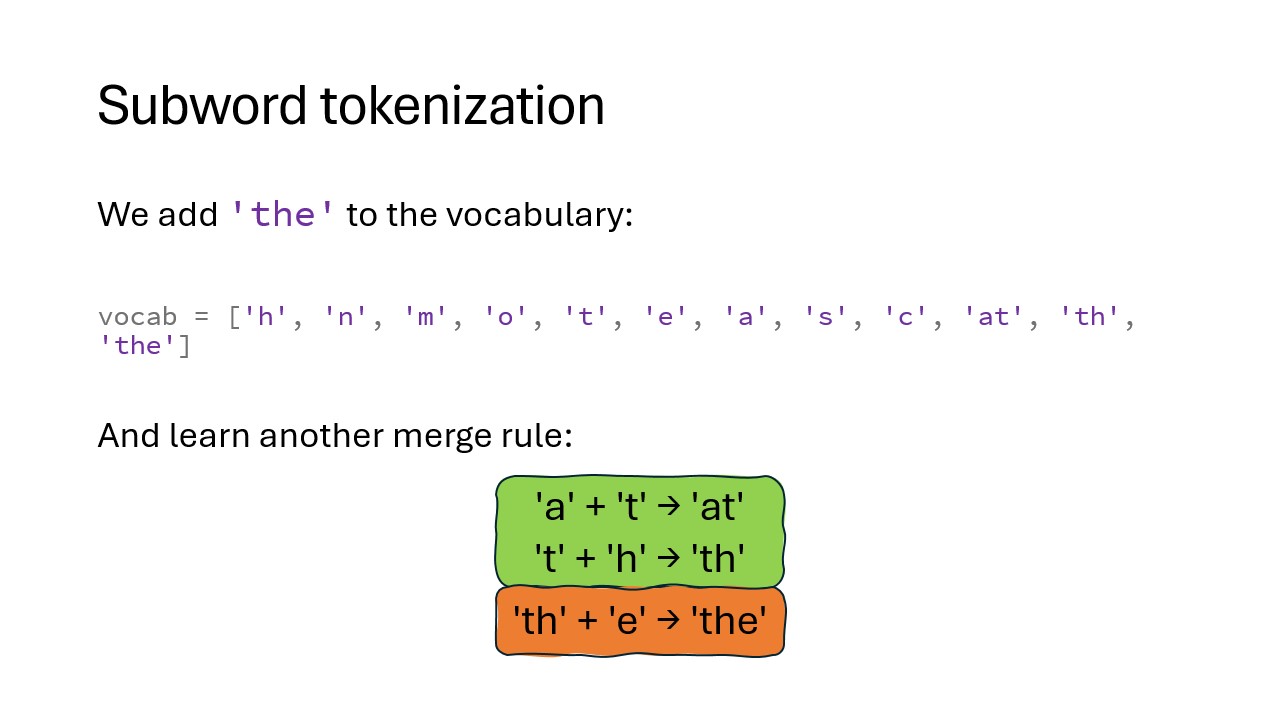 Subword tokenization
We add 'the' to the vocabulary:
vocab = ['h', 'n', 'm', 'o', 't', 'e', 'a', 's', 'c', 'at', 'th',
'the']
And learn another merge rule:
'a' + 't' → 'at'
't' + 'h' → 'th'
'th' + 'e' → 'the'